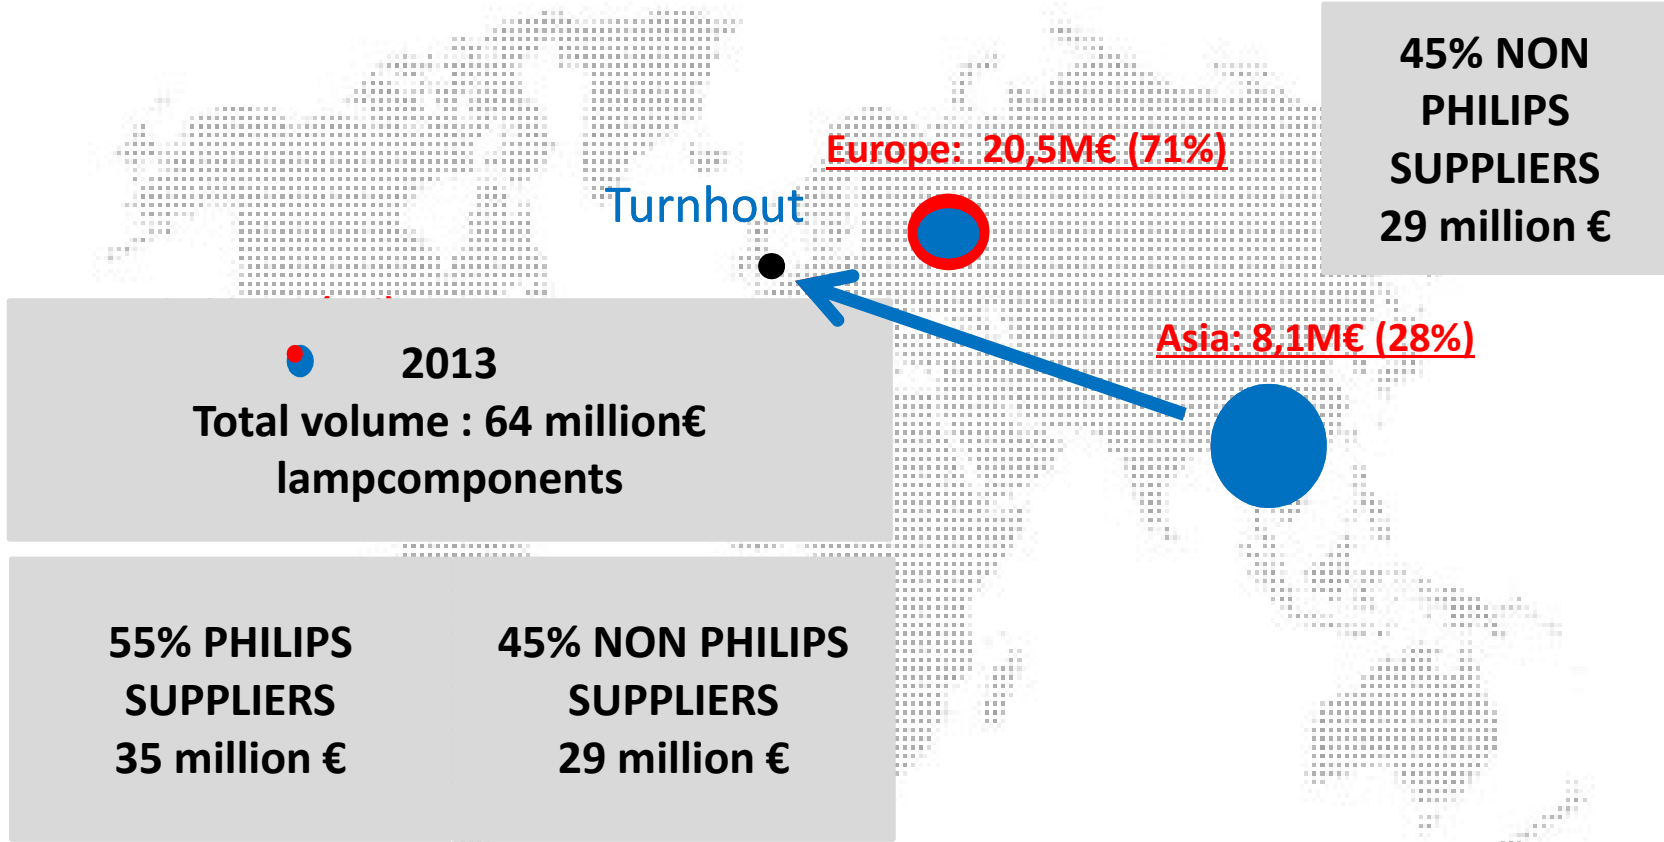 45% NON
PHILIPS
SUPPLIERS
29 million €
Europe: 20,5M€ (71%)
Turnhout
Asia: 8,1M€ (28%)
2013
Total volume : 64 million€
lampcomponents
55% PHILIPS
SUPPLIERS
35 million €
45% NON PHILIPS
SUPPLIERS
29 million €